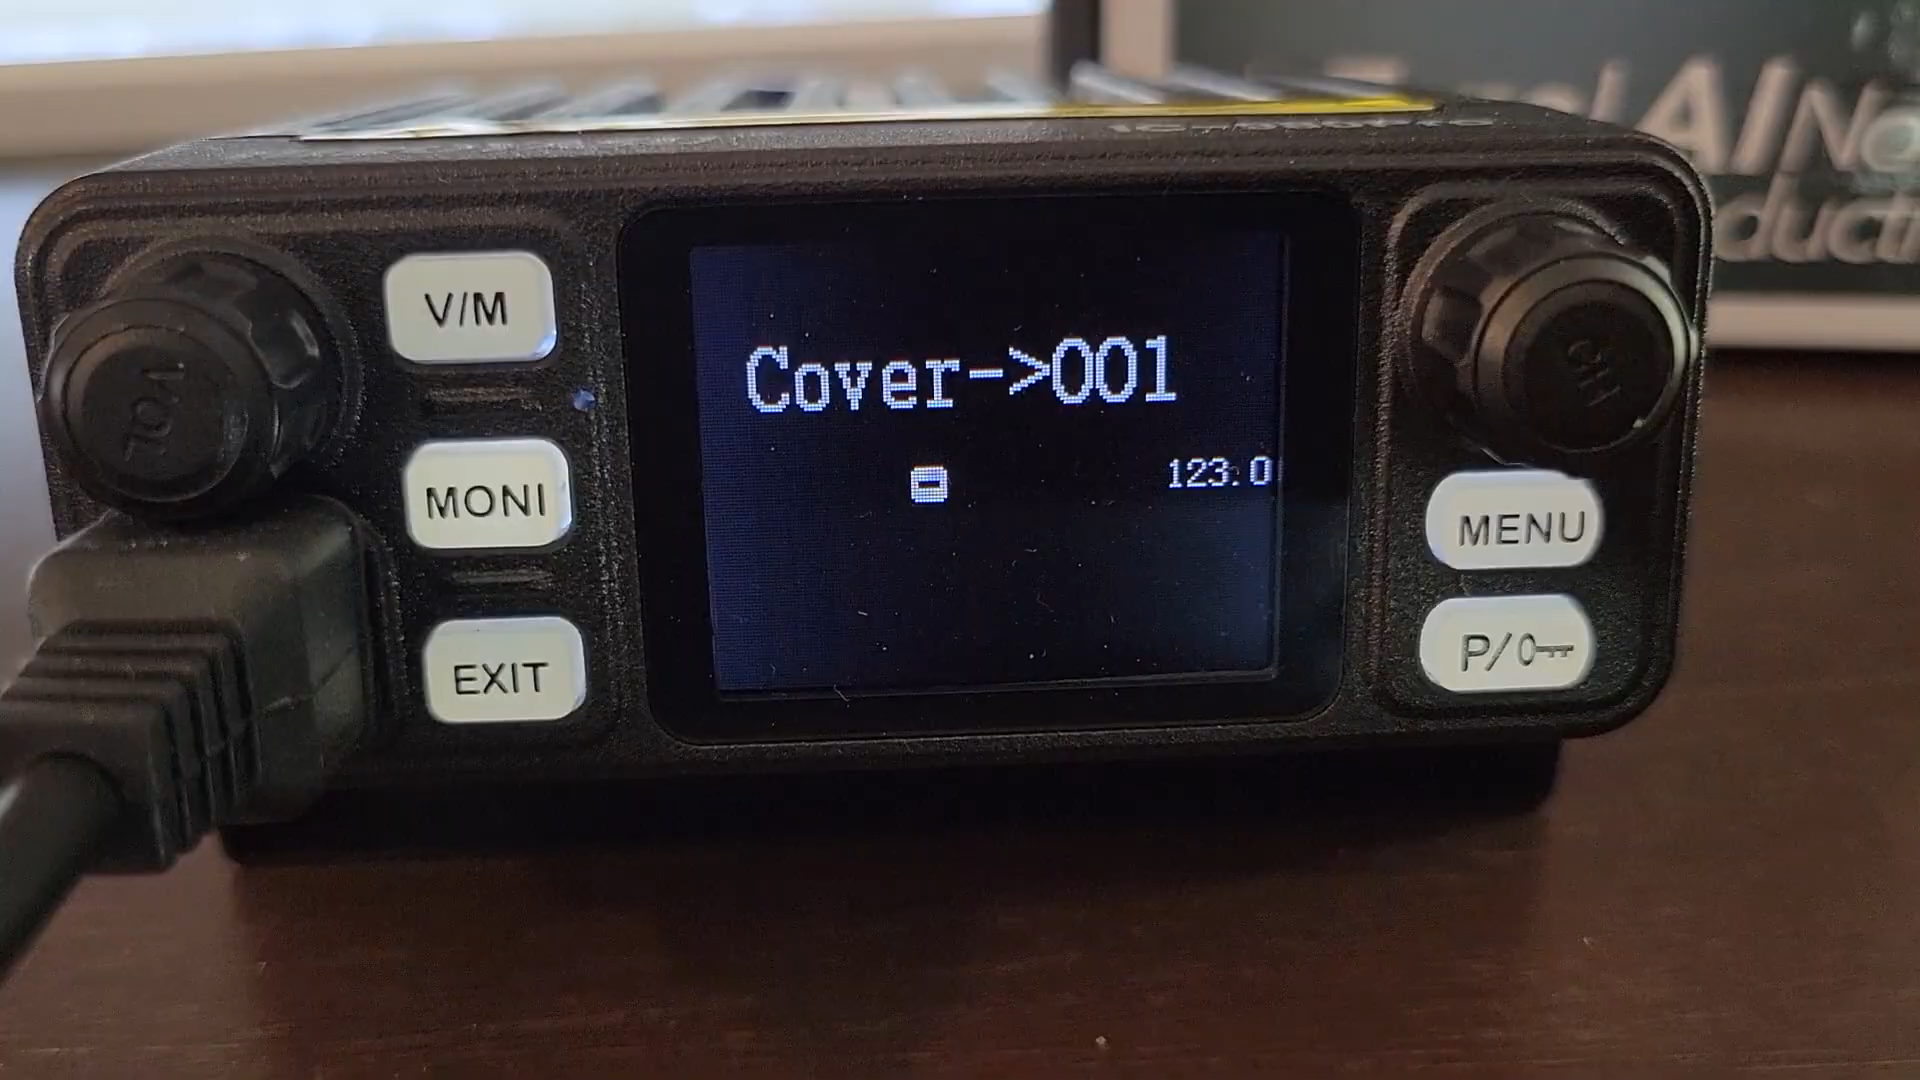 VOL
V/M
MONI
EXIT
Cover->001
123:0
CH
MENU
P/